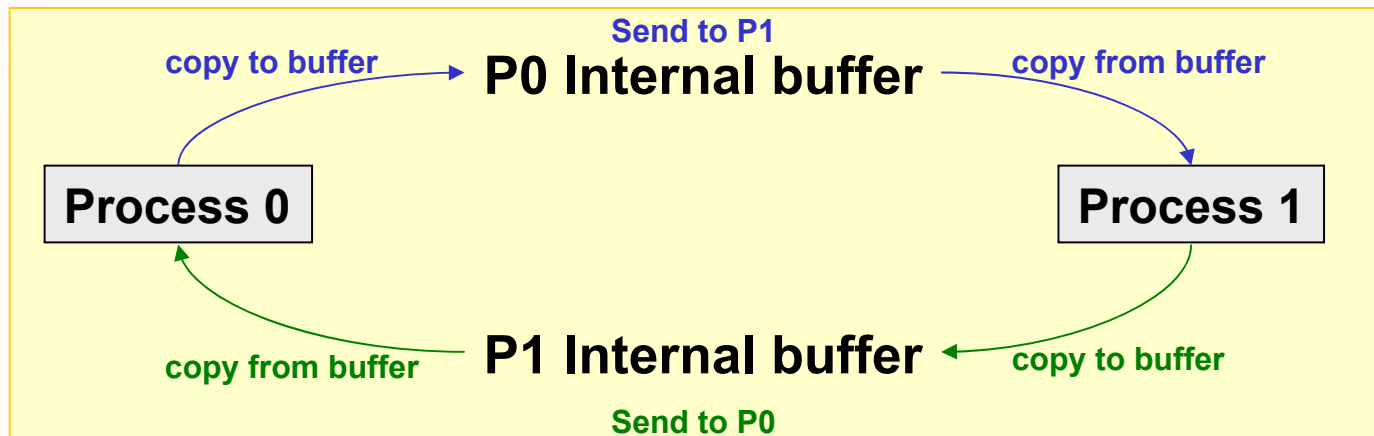 Send to P1
copy to buffer
P0 Internal buffer
copy from buffer
Process 0
Process 1
copy from buffer
P1 Internal buffer
copy to buffer
Send to P0